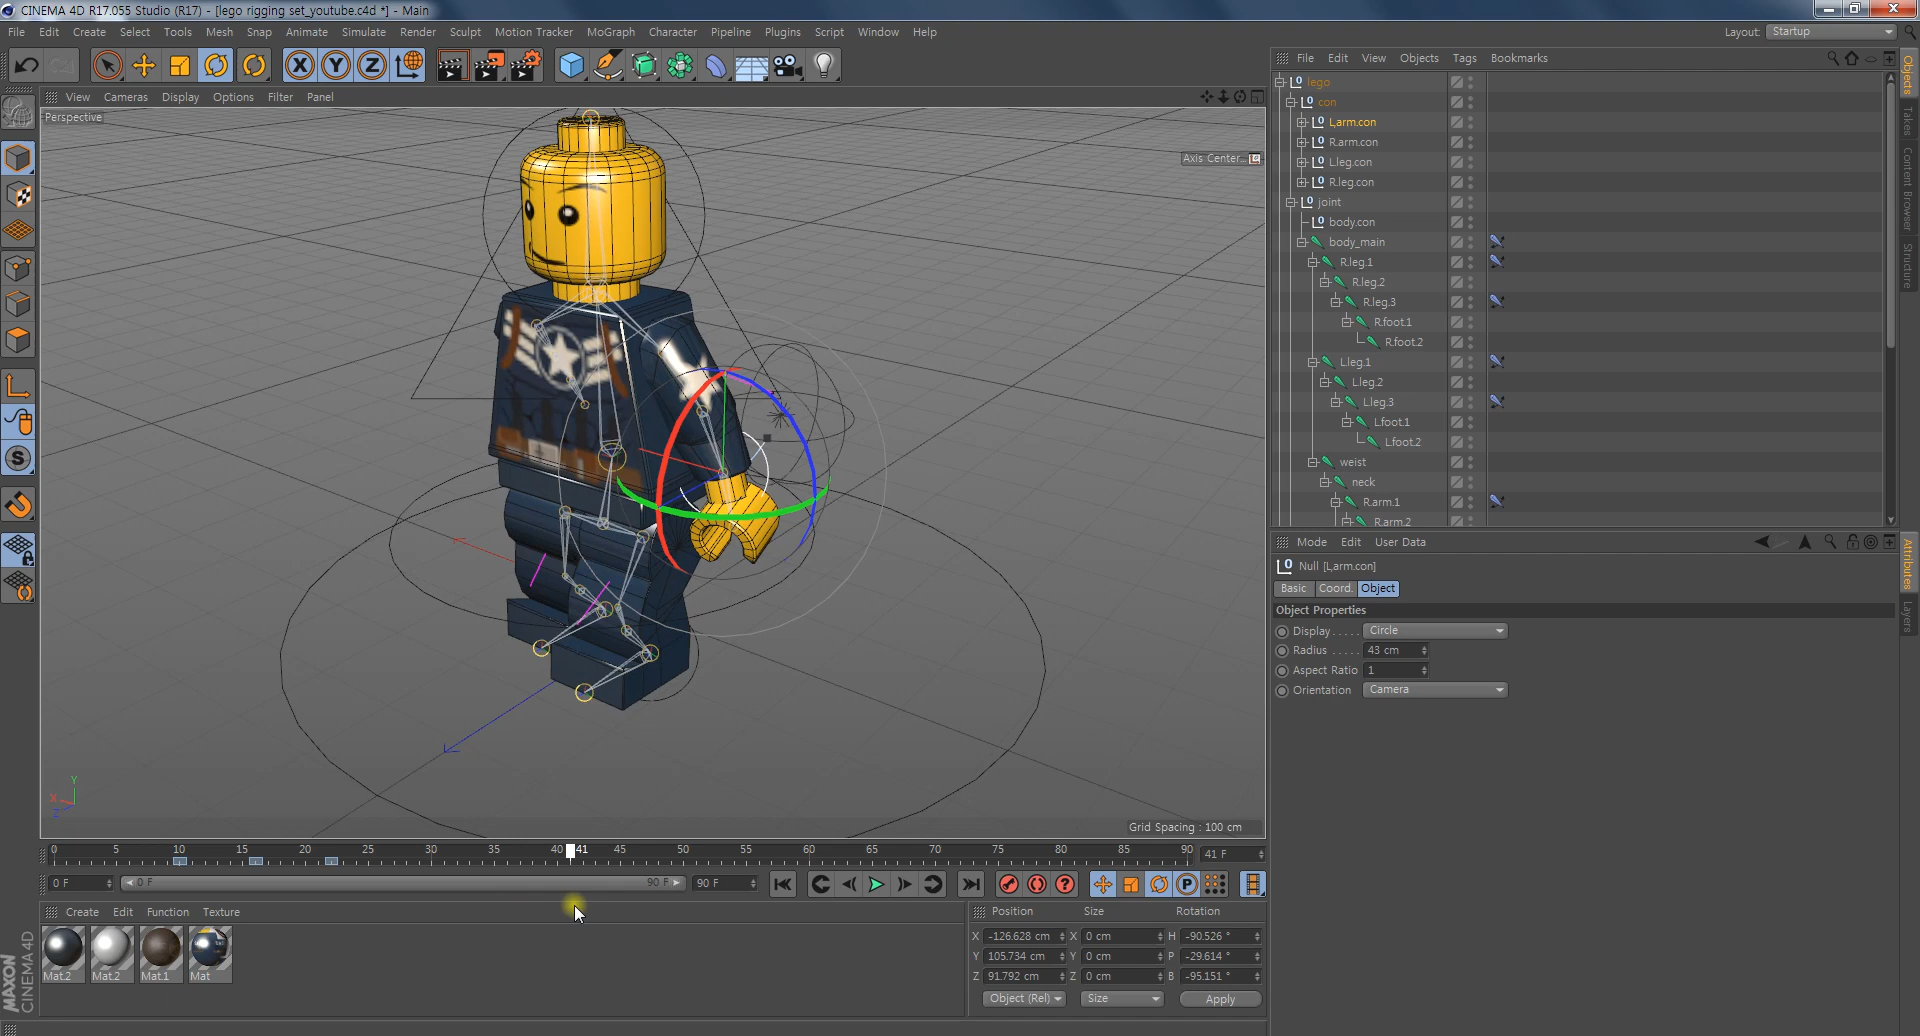 CINEMA 4D R17.055 Studio (R17) - [lego rigging set_youtube.c4d *] - Main
File Edit Create Select Tools Mesh Snap Animate Simulate Render Sculpt Motion Tracker MoGraph Character Pipeline Plugins Script Window Help
Layout: Startup
View Cameras Display Options Filter Panel
Perspective
Axis Center...
Grid Spacing : 100 cm
File Edit View Objects Tags Bookmarks
lego
con
L.arm.con
R.arm.con
L.leg.con
R.leg.con
joint
body.con
body_main
R.leg.1
R.leg.2
R.leg.3
R.foot.1
R.foot.2
L.leg.1
L.leg.2
L.leg.3
L.foot.1
L.foot.2
weist
neck
R.arm.1
R.arm.2
Objects
Takes
Content Browser
Structure
Mode Edit User Data
Null [L.arm.con]
Basic Coord. Object
Object Properties
Display . . . . . Circle
Radius . . . . . 43 cm
Aspect Ratio 1
Orientation Camera
Attributes
Layers
0 5 10 15 20 25 30 35 40 41 45 50 55 60 65 70 75 80 85 90 41 F
0 F 0 F 90 F 90 F
Create Edit Function Texture
Mat.2 Mat.2 Mat.1 Mat
Position Size Rotation
X -126.628 cm X 0 cm H -90.526 °
Y 105.734 cm Y 0 cm P -29.614 °
Z 91.792 cm Z 0 cm B -95.151 °
Object (Rel) Size Apply
MAXON
CINEMA 4D